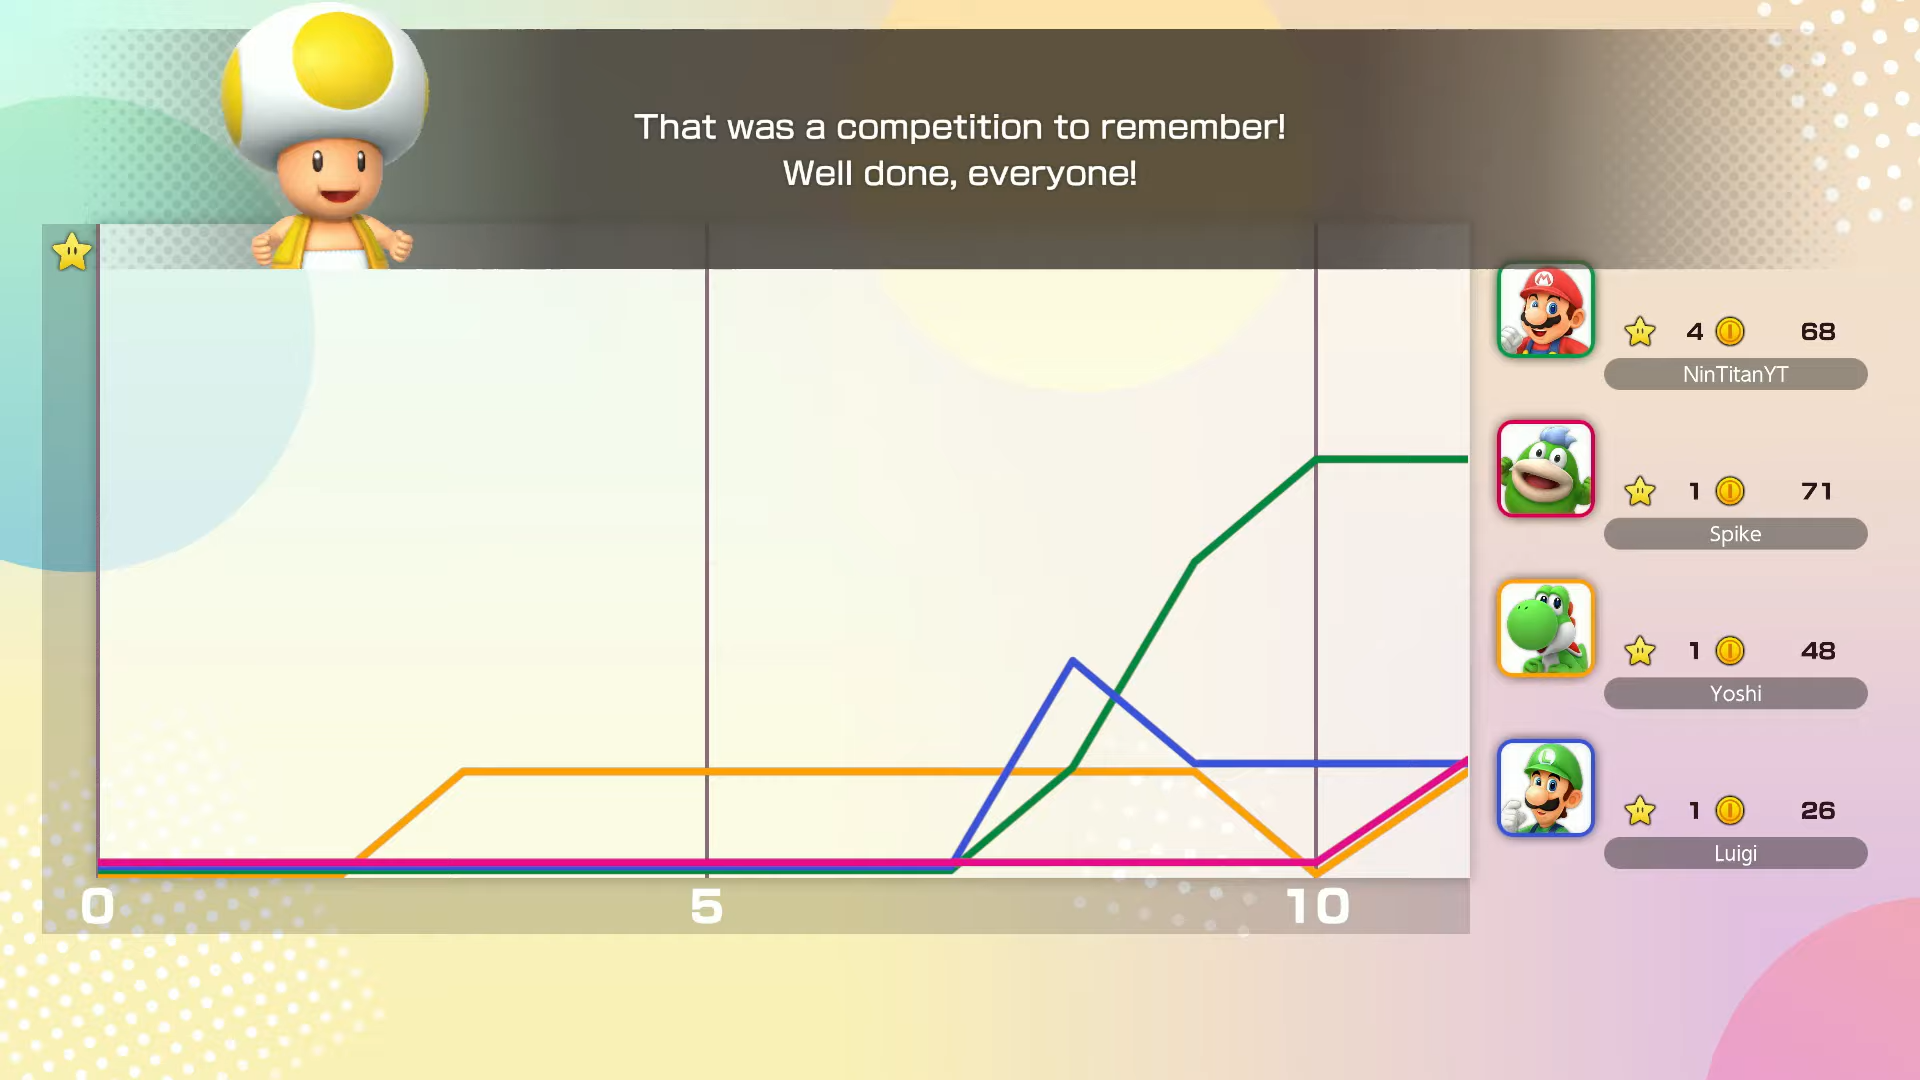 That was a competition to remember!
Well done, everyone!
4 68
NinTitanYT
1 71
Spike
1 48
Yoshi
1 26
Luigi
0 5 10